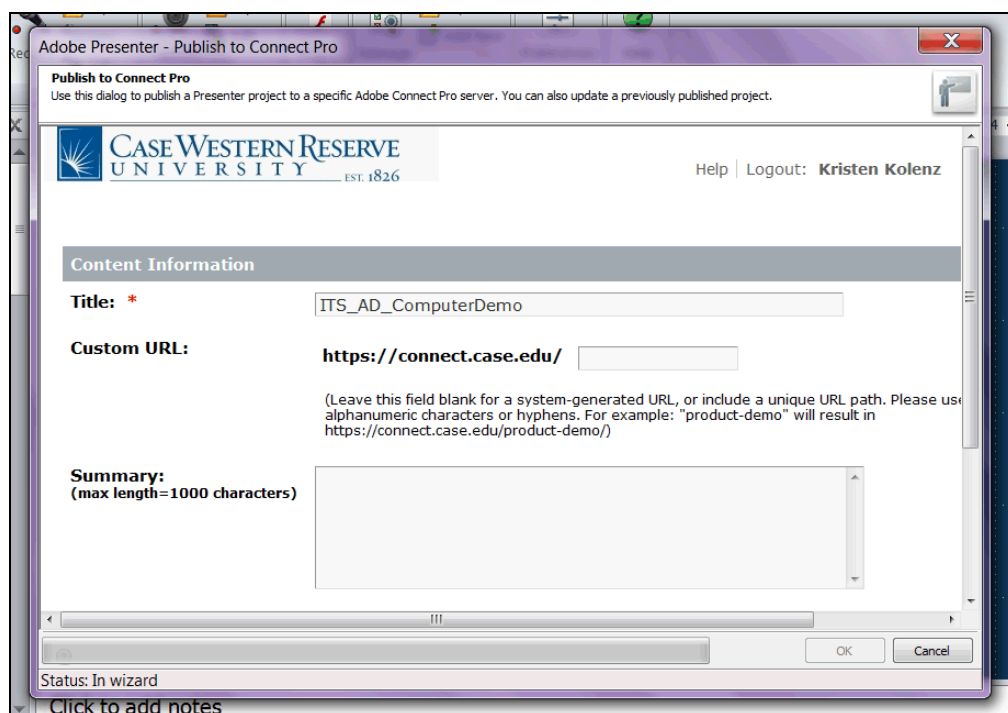 Adobe Presenter - Publish to Connect Pro
Publish to Connect Pro
Use this dialog to publish a Presenter project to a specific Adobe Connect Pro server. You can also update a previously published project.
CASE WESTERN RESERVE
UNIVERSITY EST. 1826
Help | Logout: Kristen Kolenz
Content Information
Title: *
ITS_AD_ComputerDemo
Custom URL:
https://connect.case.edu/
(Leave this field blank for a system-generated URL, or include a unique URL path. Please use
alphanumeric characters or hyphens. For example: "product-demo" will result in
https://connect.case.edu/product-demo/)
Summary:
(max length=1000 characters)
OK
Cancel
Status: In wizard
Click to add notes